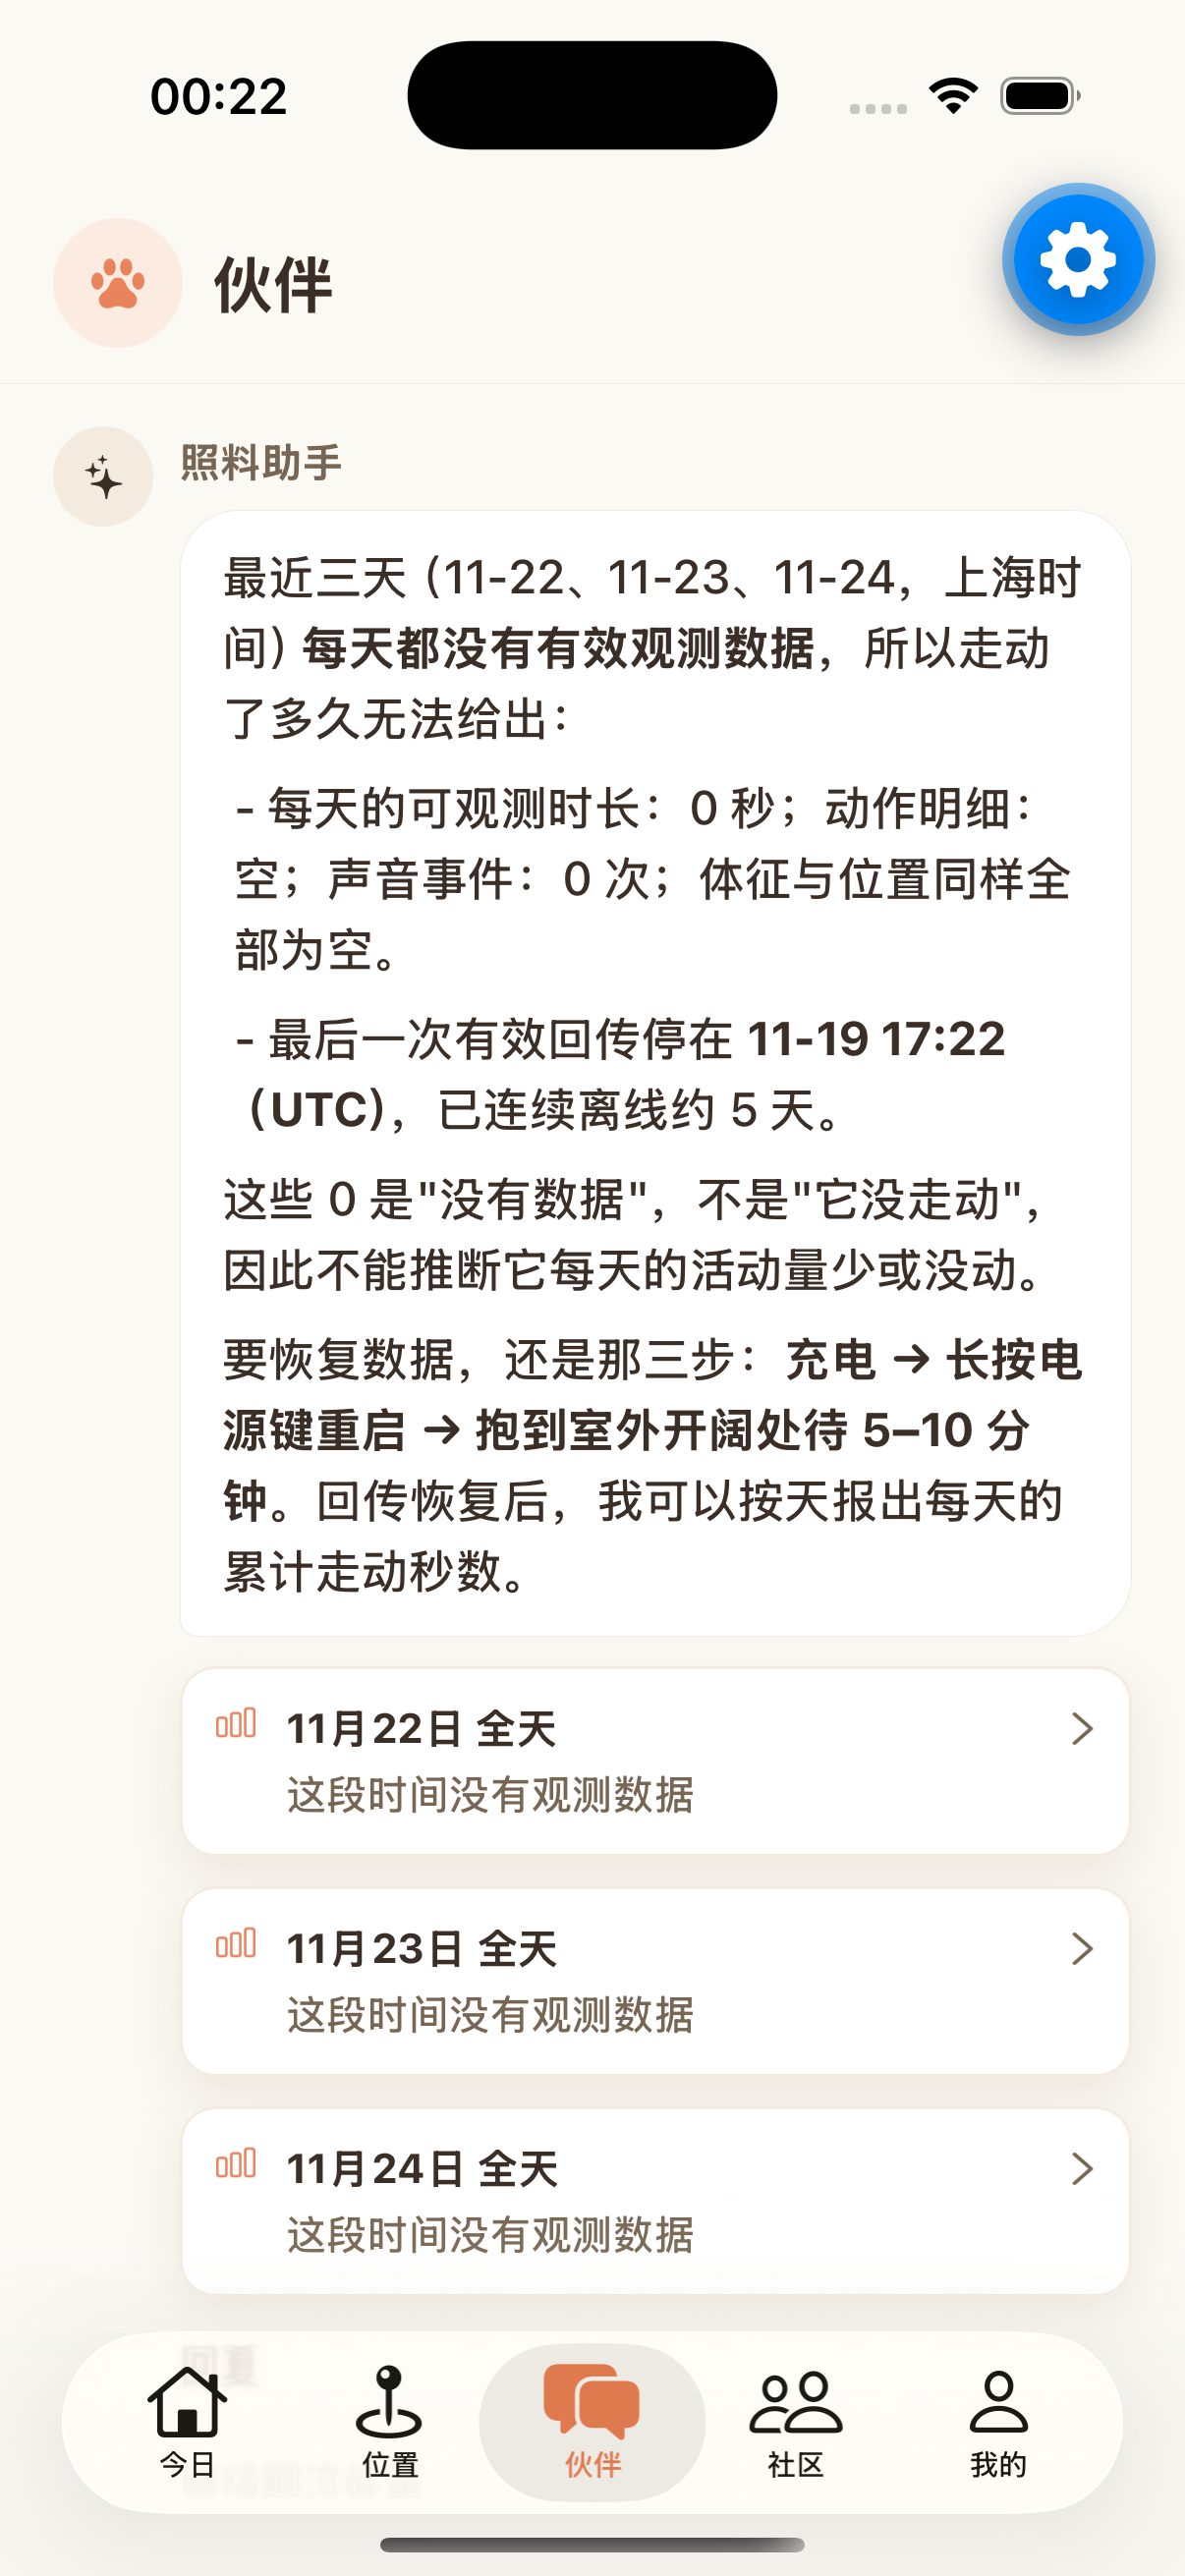 00:22
伙伴
照料助手
最近三天（11-22、11-23、11-24，上海时
间）每天都没有有效观测数据，所以走动
了多久无法给出：
- 每天的可观测时长：0 秒；动作明细：
空；声音事件：0 次；体征与位置同样全
部为空。
- 最后一次有效回传停在 11-19 17:22
（UTC），已连续离线约 5 天。
这些 0 是"没有数据"，不是"它没走动"，
因此不能推断它每天的活动量少或没动。
要恢复数据，还是那三步：充电 → 长按电
源键重启 → 抱到室外开阔处待 5–10 分
钟。回传恢复后，我可以按天报出每天的
累计走动秒数。
11月22日 全天
这段时间没有观测数据
11月23日 全天
这段时间没有观测数据
11月24日 全天
这段时间没有观测数据
今日
位置
伙伴
社区
我的